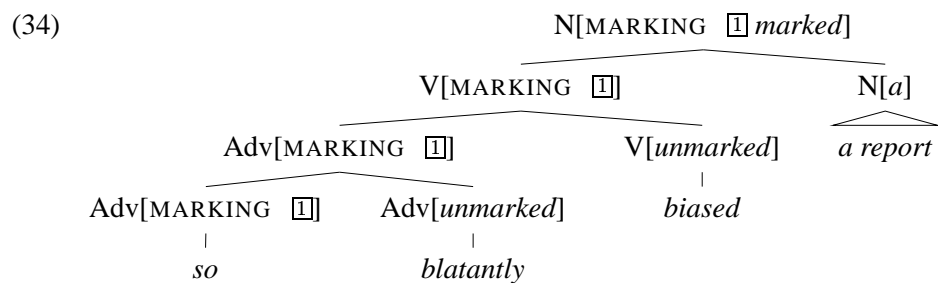 (34) N[MARKING 1 marked]
V[MARKING 1] N[a]
Adv[MARKING 1] V[unmarked] a report
Adv[MARKING 1] Adv[unmarked] biased
so blatantly